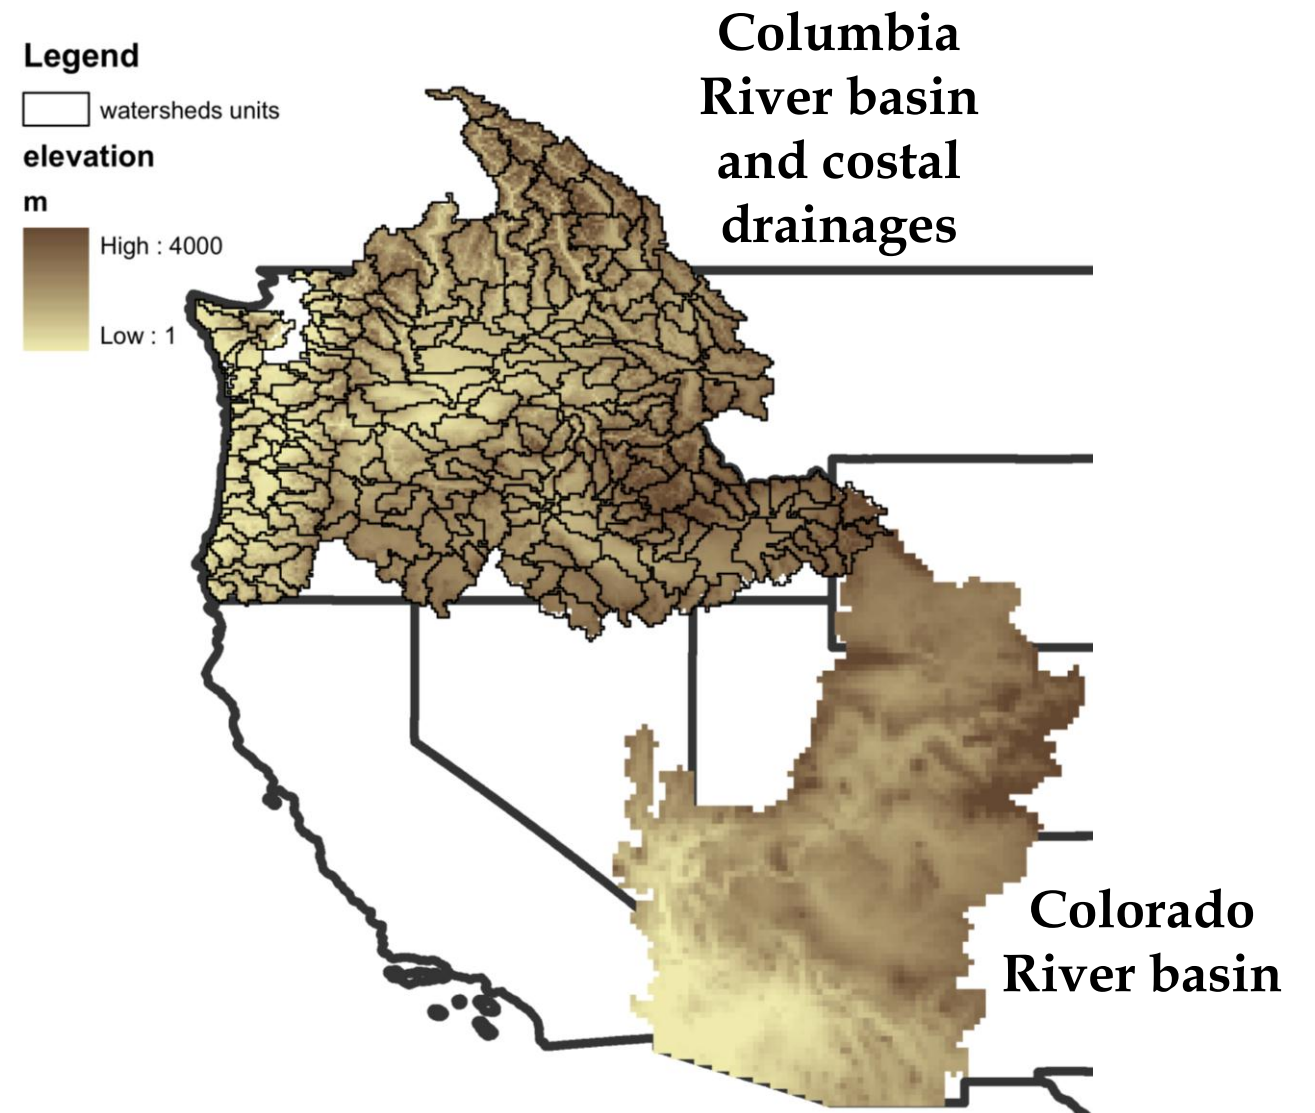 Legend
watersheds units
elevation
m
High : 4000
Low : 1
Columbia
River basin
and costal
drainages
Colorado
River basin